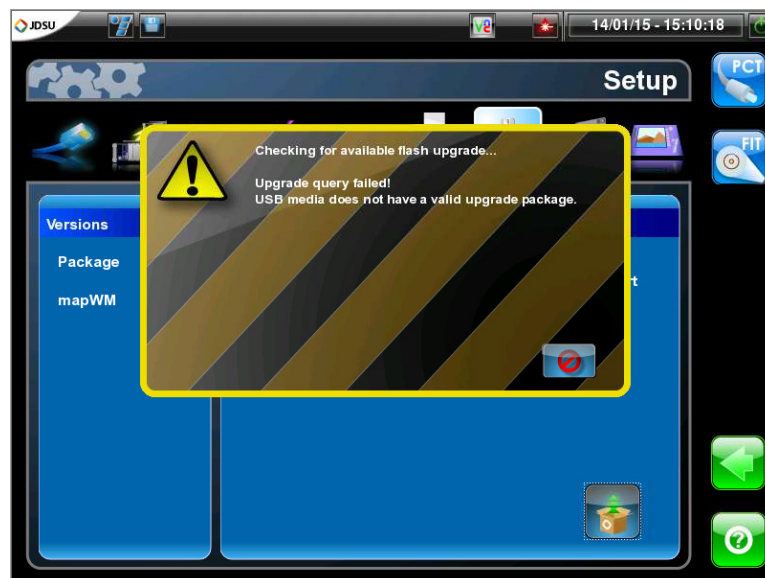 JDSU
14/01/15 - 15:10:18
Setup
PCT
FIT
Checking for available flash upgrade...
Upgrade query failed!
USB media does not have a valid upgrade package.
Versions
Package
mapWM